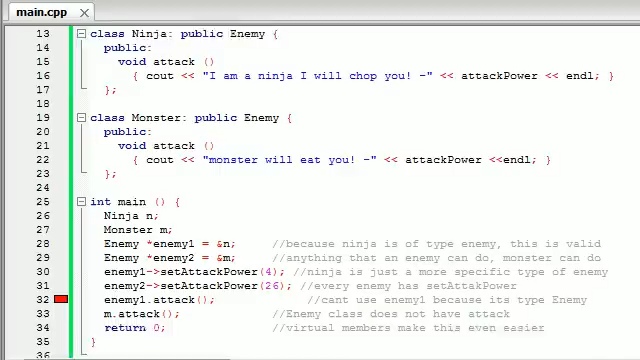 main.cpp
13 class Ninja: public Enemy {
14 public:
15 void attack ()
16 { cout << "I am a ninja I will chop you! -" << attackPower << endl; }
17 };
18
19 class Monster: public Enemy {
20 public:
21 void attack ()
22 { cout << "monster will eat you! -" << attackPower <<endl; }
23 };
24
25 int main () {
26 Ninja n;
27 Monster m;
28 Enemy *enemy1 = &n; //because ninja is of type enemy, this is valid
29 Enemy *enemy2 = &m; //anything that an enemy can do, monster can do
30 enemy1->setAttackPower(4); //ninja is just a more specific type of enemy
31 enemy2->setAttackPower(26); //every enemy has setAttakPower
32 enemy1.attack(); //cant use enemy1 because its type Enemy
33 m.attack(); //Enemy class does not have attack
34 return 0; //virtual members make this even easier
35 }
36